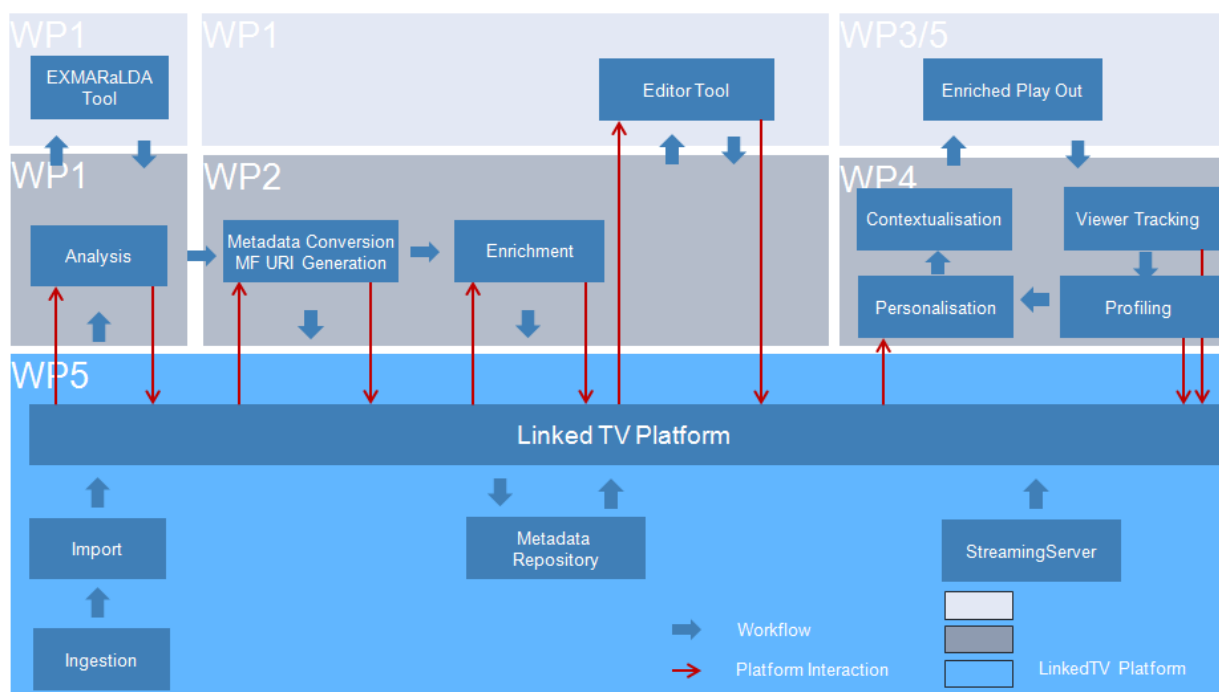 WP1
WP1
WP3/5
EXMARaLDA
Tool
Editor Tool
Enriched Play Out
WP1
WP2
WP4
Analysis
Metadata Conversion
MF URI Generation
Enrichment
Contextualisation
Viewer Tracking
Personalisation
Profiling
WP5
Linked TV Platform
Import
Metadata
Repository
StreamingServer
Ingestion
Workflow
Platform Interaction
LinkedTV Platform